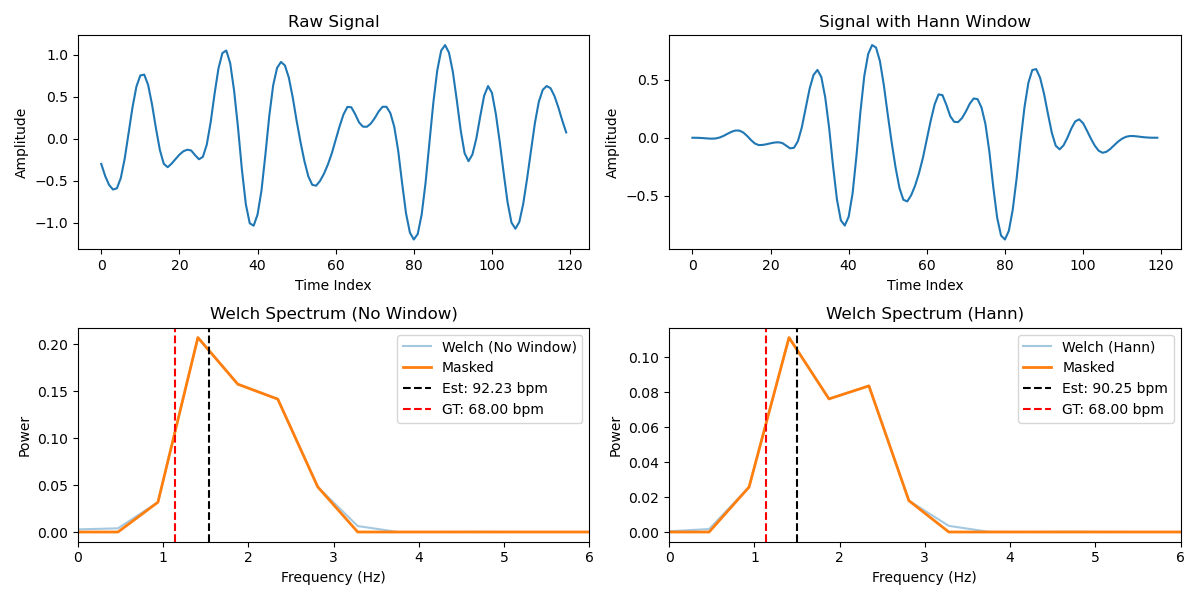 Raw Signal
Amplitude
1.0
0.5
0.0
−0.5
−1.0
0 20 40 60 80 100 120
Time Index
Signal with Hann Window
Amplitude
0.5
0.0
−0.5
0 20 40 60 80 100 120
Time Index
Welch Spectrum (No Window)
Power
0.20
0.15
0.10
0.05
0.00
0 1 2 3 4 5 6
Frequency (Hz)
Welch (No Window)
Masked
Est: 92.23 bpm
GT: 68.00 bpm
Welch Spectrum (Hann)
Power
0.10
0.08
0.06
0.04
0.02
0.00
0 1 2 3 4 5 6
Frequency (Hz)
Welch (Hann)
Masked
Est: 90.25 bpm
GT: 68.00 bpm